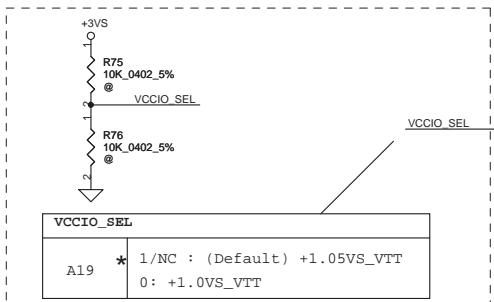 +3VS
1
R75
10K_0402_5%
@
2
VCCIO_SEL
1
R76
10K_0402_5%
@
2
VCCIO_SEL
VCCIO_SEL
A19
* 1/NC : (Default) +1.05VS_VTT
0: +1.0VS_VTT